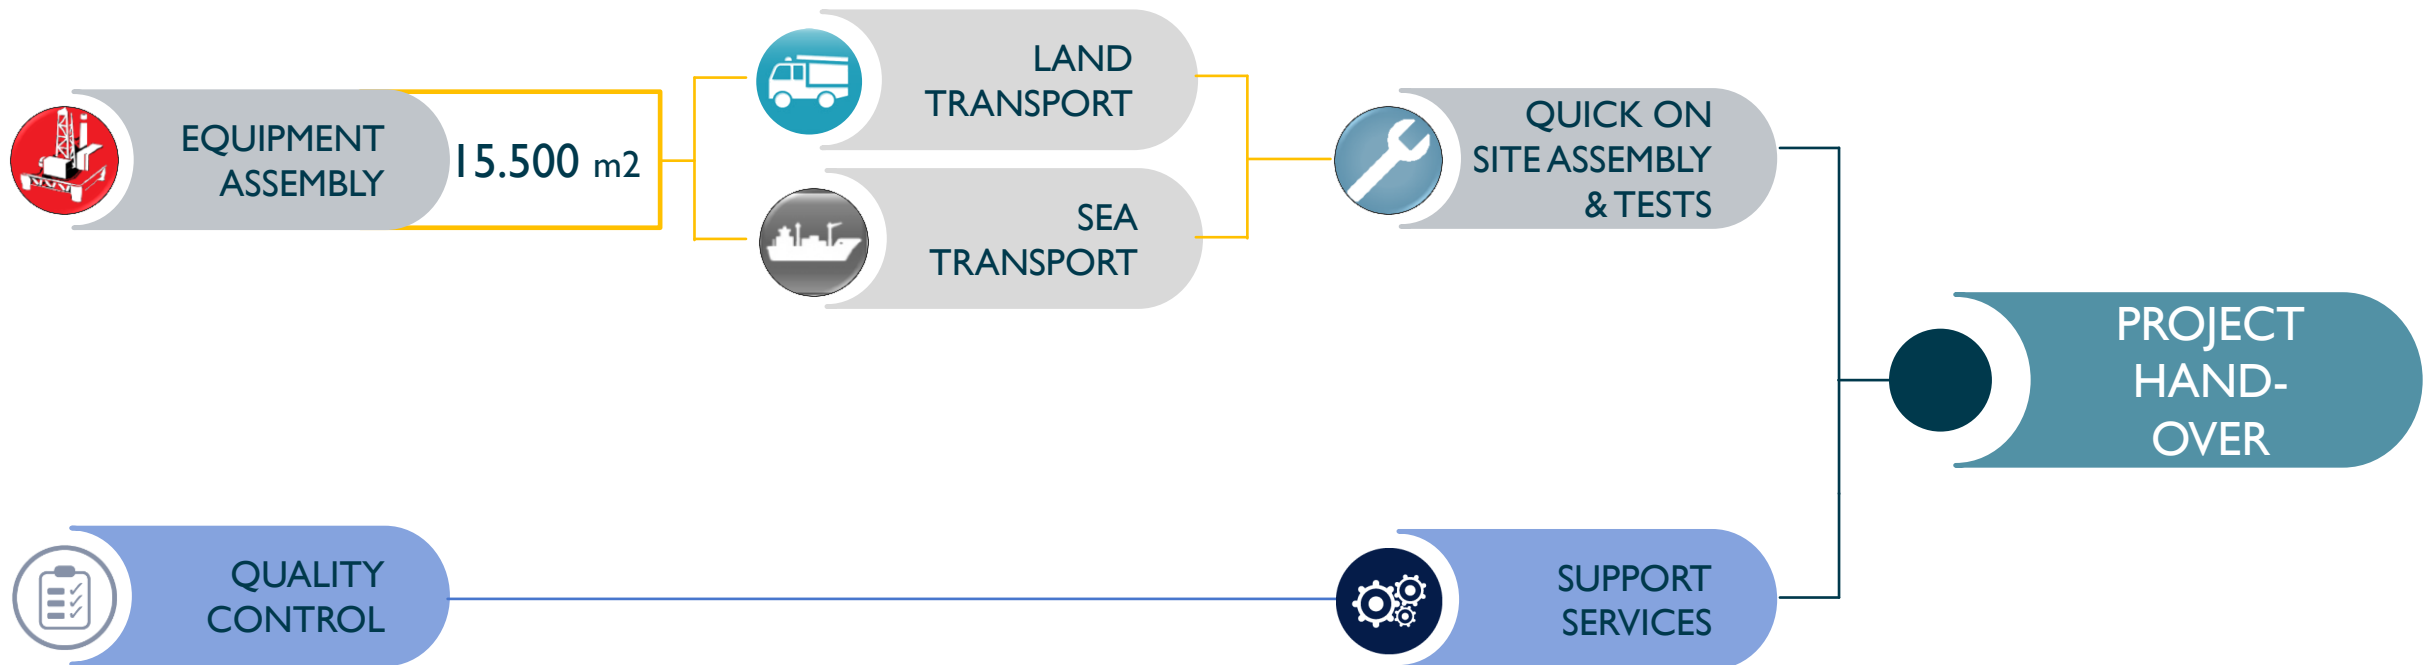 EQUIPMENT
ASSEMBLY
15.500 m2
LAND
TRANSPORT
SEA
TRANSPORT
QUICK ON
SITE ASSEMBLY
& TESTS
PROJECT
HAND-
OVER
QUALITY
CONTROL
SUPPORT
SERVICES